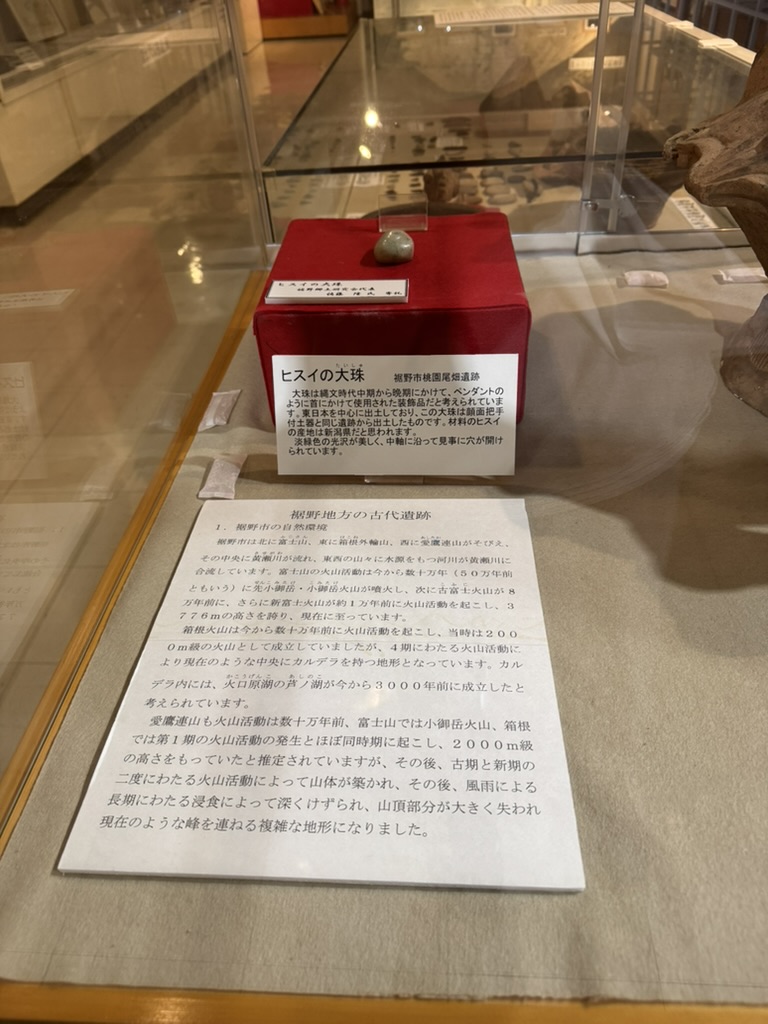 ヒスイの大珠
裾野郷土研究会代表
ヒスイの大珠 裾野市桃園尾畑遺跡
たいしゅ
大珠は縄文時代中期から晩期にかけて、ペンダントの
ように首にかけて使用された装飾品だと考えられていま
す。東日本を中心に出土しており、この大珠は顔面把手
付土器と同じ遺跡から出土したものです。材料のヒスイ
の産地は新潟県だと思われます。
淡緑色の光沢が美しく、中軸に沿って見事に穴が開け
られています。
裾野地方の古代遺跡
1．裾野市の自然環境
裾野市は北に富士山、東に箱根外輪山、西に愛鷹連山がそびえ、
その中央に黄瀬川が流れ、東西の山々に水源をもつ河川が黄瀬川に
合流しています。富士山の火山活動は今から数十万年（５０万年前
ともいう）に先小御岳・小御岳火山が噴火し、次に古富士火山が８
万年前に、さらに新富士火山が約１万年前に火山活動を起こし、３
７７６ｍの高さを誇り、現在に至っています。
箱根火山は今から数十万年前に火山活動を起こし、当時は２００
０ｍ級の火山として成立していましたが、４期にわたる火山活動に
より現在のような中央にカルデラを持つ地形となっています。カル
デラ内には、火口原湖の芦ノ湖が今から３０００年前に成立したと
考えられています。
愛鷹連山も火山活動は数十万年前、富士山では小御岳火山、箱根
では第１期の火山活動の発生とほぼ同時期に起こし、２０００ｍ級
の高さをもっていたと推定されていますが、その後、古期と新期の
二度にわたる火山活動によって山体が築かれ、その後、風雨による
長期にわたる浸食によって深くけずられ、山頂部分が大きく失われ
現在のような峰を連ねる複雑な地形になりました。